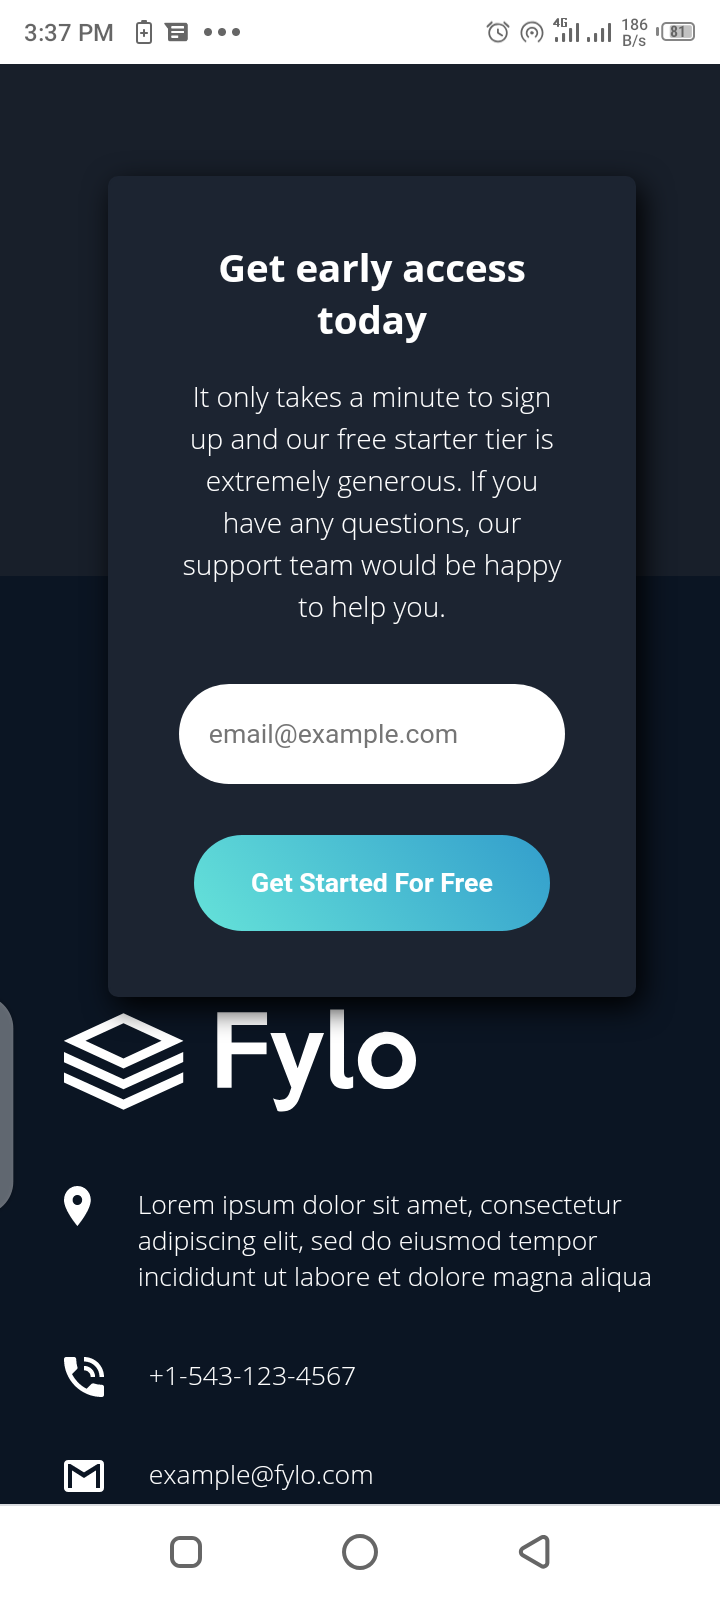 3:37 PM
4G
186
B/s
81
Get early access
today
It only takes a minute to sign
up and our free starter tier is
extremely generous. If you
have any questions, our
support team would be happy
to help you.
email@example.com
Get Started For Free
Fylo
Lorem ipsum dolor sit amet, consectetur
adipiscing elit, sed do eiusmod tempor
incididunt ut labore et dolore magna aliqua
+1-543-123-4567
example@fylo.com